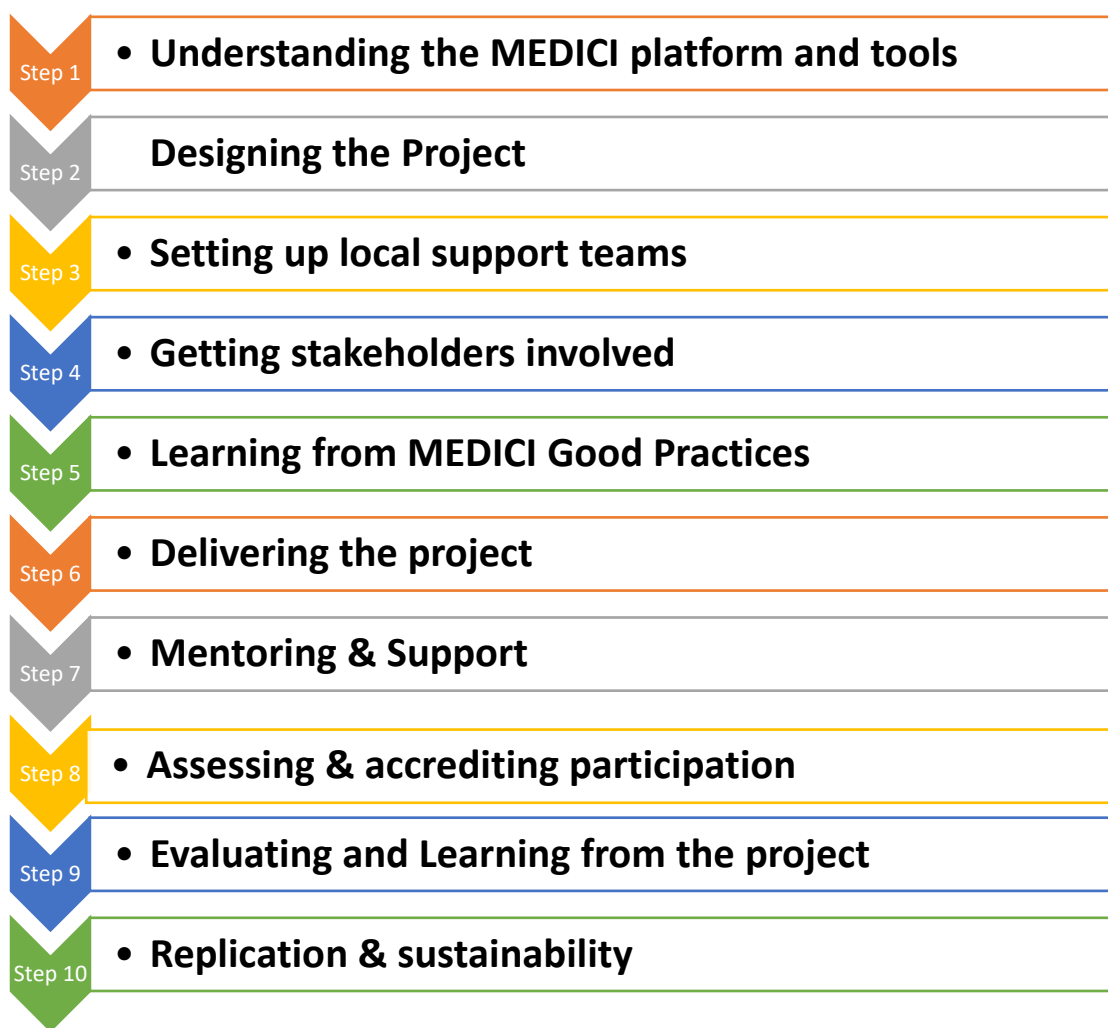 Step 1
• Understanding the MEDICI platform and tools
Step 2
Designing the Project
Step 3
• Setting up local support teams
Step 4
• Getting stakeholders involved
Step 5
• Learning from MEDICI Good Practices
Step 6
• Delivering the project
Step 7
• Mentoring & Support
Step 8
• Assessing & accrediting participation
Step 9
• Evaluating and Learning from the project
Step 10
• Replication & sustainability